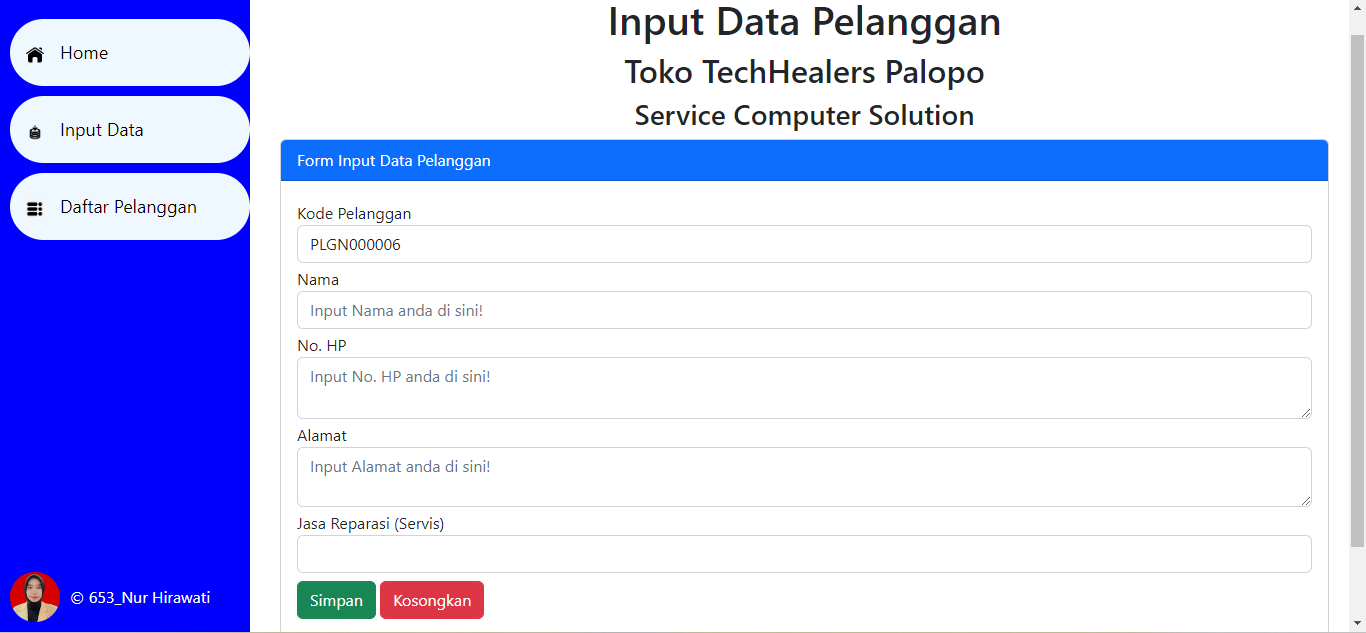 Home
Input Data
Daftar Pelanggan
© 653_Nur Hirawati
Input Data Pelanggan
Toko TechHealers Palopo
Service Computer Solution
Form Input Data Pelanggan
Kode Pelanggan
PLGN000006
Nama
Input Nama anda di sini!
No. HP
Input No. HP anda di sini!
Alamat
Input Alamat anda di sini!
Jasa Reparasi (Servis)
Simpan Kosongkan